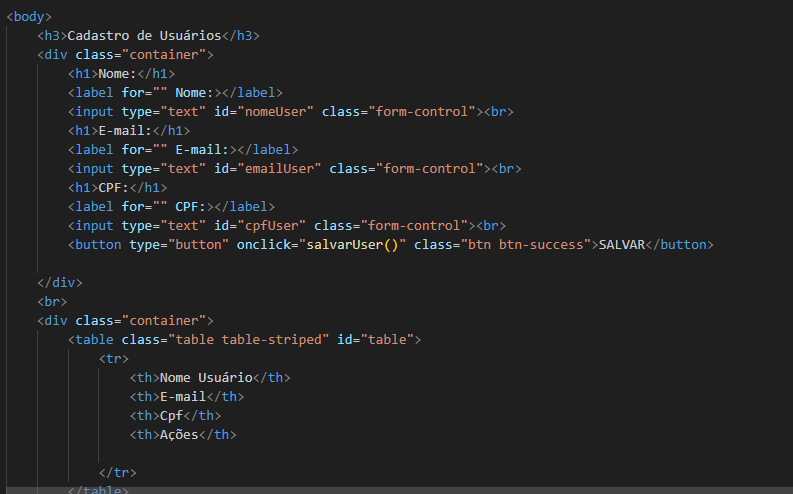 <body>
<h3>Cadastro de Usuários</h3>
<div class="container">
<h1>Nome:</h1>
<label for="" Nome:></label>
<input type="text" id="nomeUser" class="form-control"><br>
<h1>E-mail:</h1>
<label for="" E-mail:></label>
<input type="text" id="emailUser" class="form-control"><br>
<h1>CPF:</h1>
<label for="" CPF:></label>
<input type="text" id="cpfUser" class="form-control"><br>
<button type="button" onclick="salvarUser()" class="btn btn-success">SALVAR</button>
</div>
<br>
<div class="container">
<table class="table table-striped" id="table">
<tr>
<th>Nome Usuário</th>
<th>E-mail</th>
<th>Cpf</th>
<th>Ações</th>
</tr>
</table>